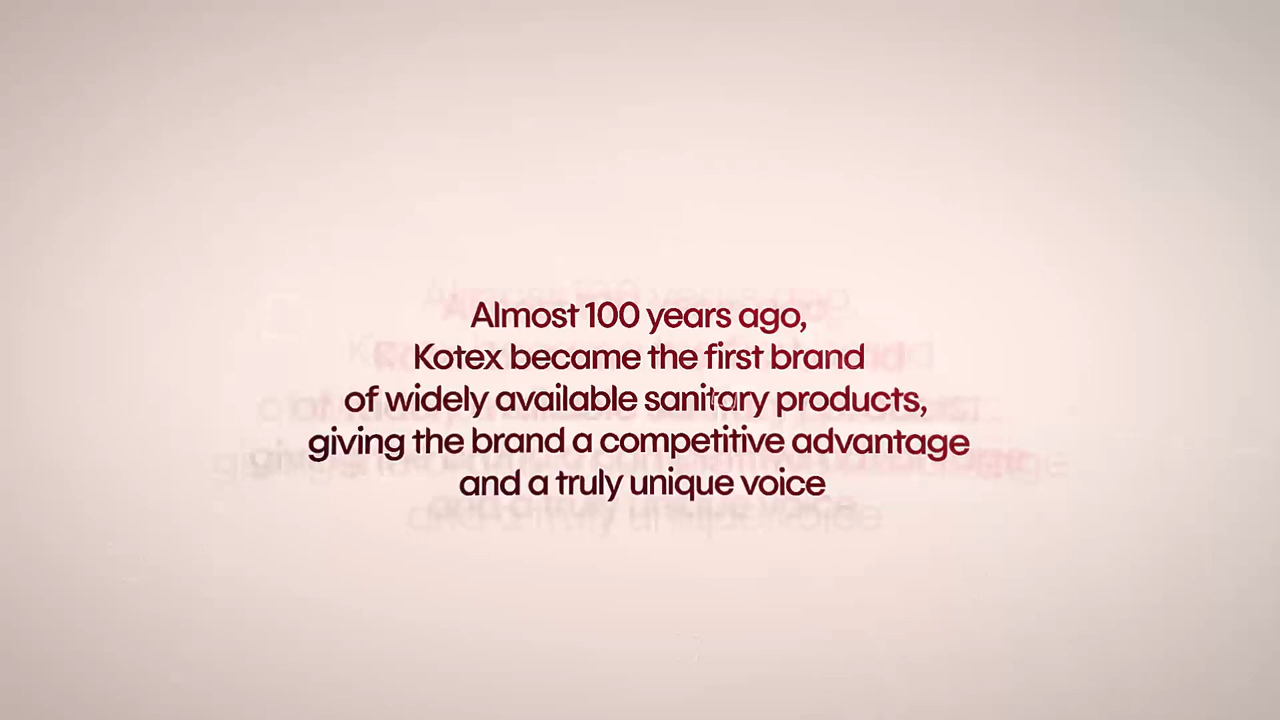 Almost 100 years ago,
Kotex became the first brand
of widely available sanitary products,
giving the brand a competitive advantage
and a truly unique voice